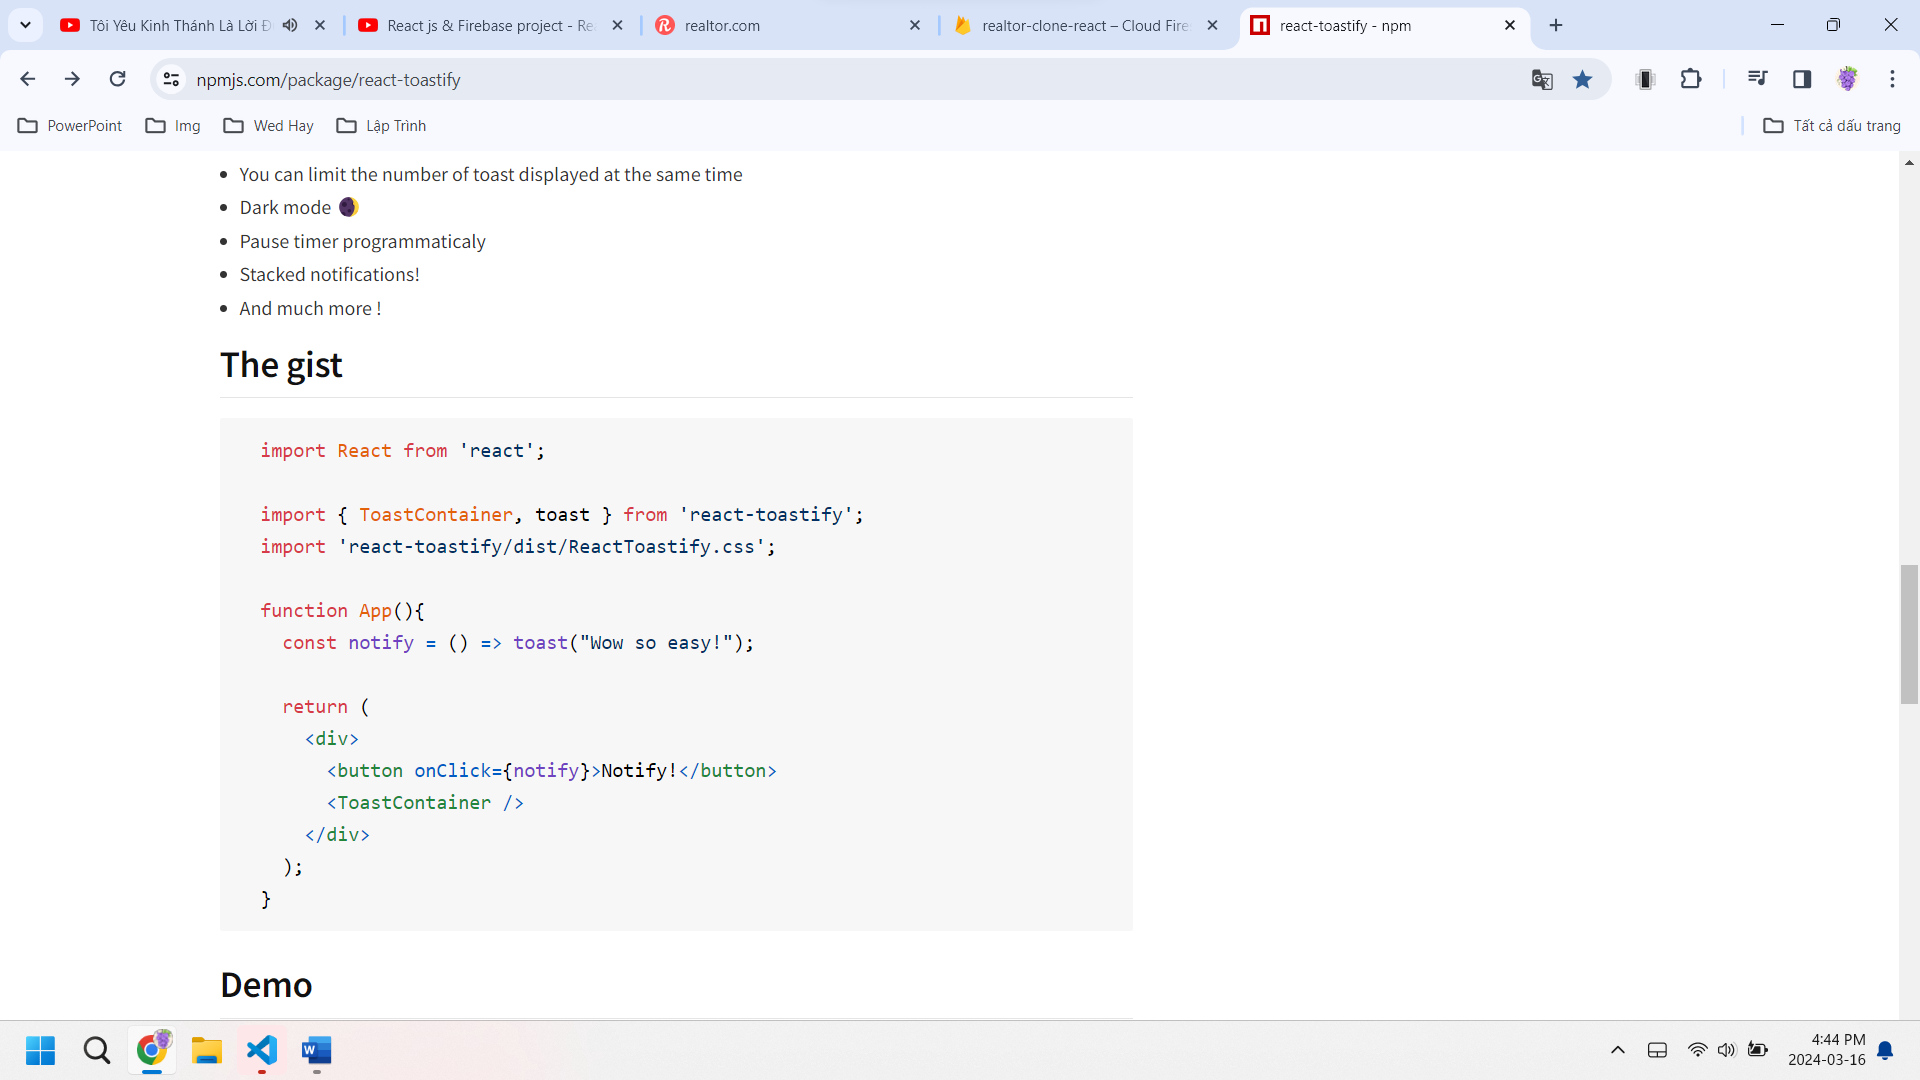 Tôi Yêu Kinh Thánh Là Lời Đ
React js & Firebase project - Re
realtor.com
realtor-clone-react – Cloud Fire
react-toastify - npm
npmjs.com/package/react-toastify
PowerPoint
Img
Wed Hay
Lập Trình
Tất cả dấu trang
You can limit the number of toast displayed at the same time
Dark mode 🌒
Pause timer programmaticaly
Stacked notifications!
And much more !
The gist
import React from 'react';
import { ToastContainer, toast } from 'react-toastify';
import 'react-toastify/dist/ReactToastify.css';
function App(){
const notify = () => toast("Wow so easy!");
return (
<div>
<button onClick={notify}>Notify!</button>
<ToastContainer />
</div>
);
}
Demo
4:44 PM
2024-03-16